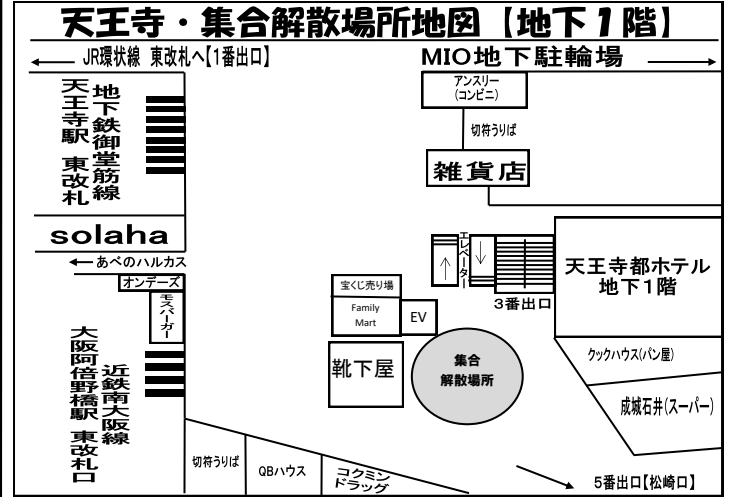 天王寺・集合解散場所地図【地下1階】
JR環状線 東改札へ【1番出口】
MIO地下駐輪場
アンスリー
(コンビニ)
切符うりば
雑貨店
地下鉄御堂筋線
天王寺駅 東改札
solaha
あべのハルカス
オンデーズ
モスバーガー
近鉄南大阪線
大阪阿倍野橋駅 東改札口
エレベーター
3番出口
天王寺都ホテル
地下1階
宝くじ売り場
Family
Mart
EV
靴下屋
集合
解散場所
クックハウス(パン屋)
成城石井(スーパー)
切符うりば
QBハウス
コクミン
ドラッグ
5番出口【松崎口】